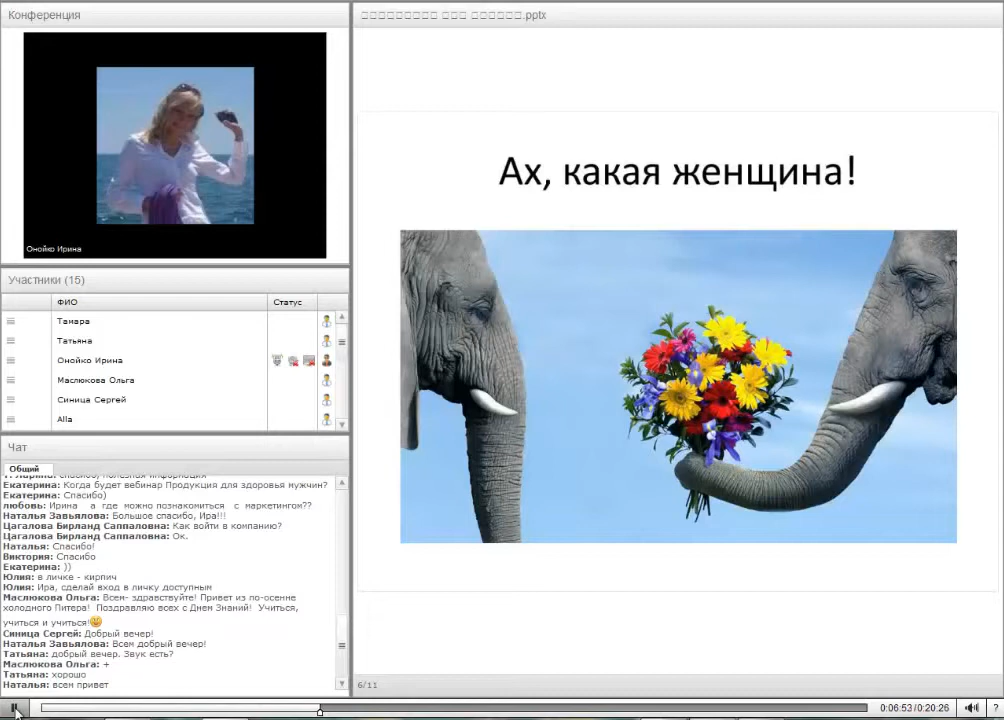 Конференция
.pptx
Онойко Ирина
Участники (15)
ФИО Статус
Тамара
Татьяна
Онойко Ирина
Маслюкова Ольга
Синица Сергей
Alla
Чат
Общий
спасибо, полезная информация
Екатерина: Когда будет вебинар Продукция для здоровья мужчин?
Екатерина: Спасибо)
любовь: Ирина а где можно познакомиться с маркетингом??
Наталья Завьялова: Большое спасибо, Ира!!!
Цагалова Бирланд Саппаловна: Как войти в компанию?
Цагалова Бирланд Саппаловна: Ок.
Наталья: Спасибо!
Виктория: Спасибо
Екатерина: ))
Юлия: в личке - кирпич
Юлия: Ира, сделай вход в личку доступным
Маслюкова Ольга: Всем- здравствуйте! Привет из по-осенне
холодного Питера! Поздравляю всех с Днем Знаний! Учиться,
учиться и учиться!
Синица Сергей: Добрый вечер!
Наталья Завьялова: Всем добрый вечер!
Татьяна: добрый вечер. Звук есть?
Маслюкова Ольга: +
Татьяна: хорошо
Наталья: всем привет
Ах, какая женщина!
6/11
0:06:53/0:20:26
?